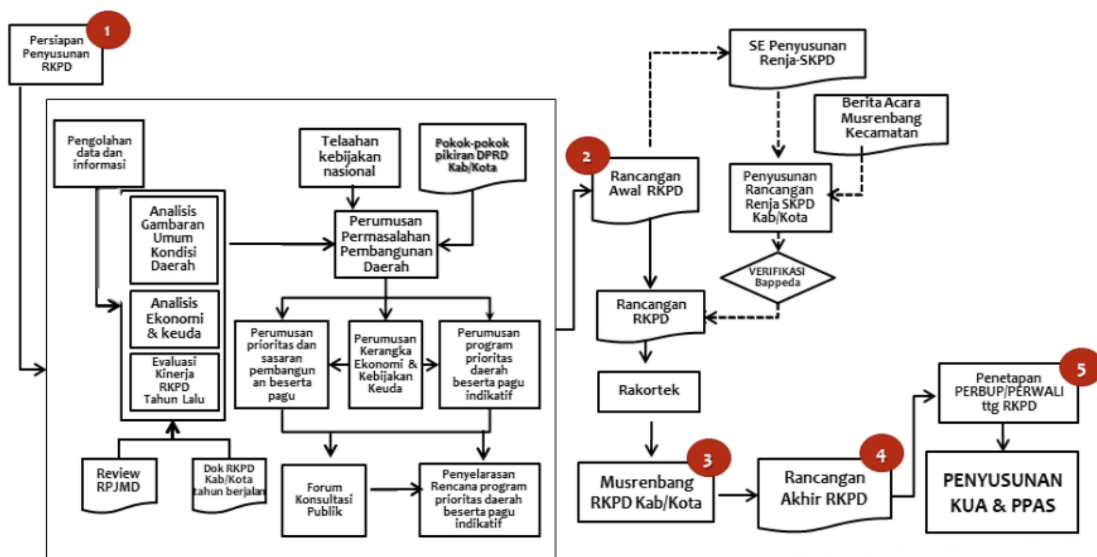 1
Persiapan
Penyusunan
RKPD
Pengolahan
data dan
informasi
Telaahan
kebijakan
nasional
Pokok-pokok
pikiran DPRD
Kab/Kota
Analisis
Gambaran
Umum
Kondisi
Daerah
Analisis
Ekonomi
& keuda
Evaluasi
Kinerja
RKPD
Tahun Lalu
Perumusan
Permasalahan
Pembangunan
Daerah
Perumusan
prioritas dan
sasaran
pembangun
an beserta
pagu
Perumusan
Kerangka
Ekonomi &
Kebijakan
Keuda
Perumusan
program
prioritas
daerah
beserta pagu
indikatif
Review
RPJMD
Dok RKPD
Kab/Kota
tahun berjalan
Forum
Konsultasi
Publik
Penyelarasan
Rencana program
prioritas daerah
beserta pagu
indikatif
2
Rancangan
Awal RKPD
SE Penyusunan
Renja-SKPD
Berita Acara
Musrenbang
Kecamatan
Penyusunan
Rancangan
Renja SKPD
Kab/Kota
VERIFIKASI
Bappeda
Rancangan
RKPD
Rakortek
3
Musrenbang
RKPD Kab/Kota
4
Rancangan
Akhir RKPD
5
Penetapan
PERBUP/PERWALI
ttg RKPD
PENYUSUNAN
KUA & PPAS